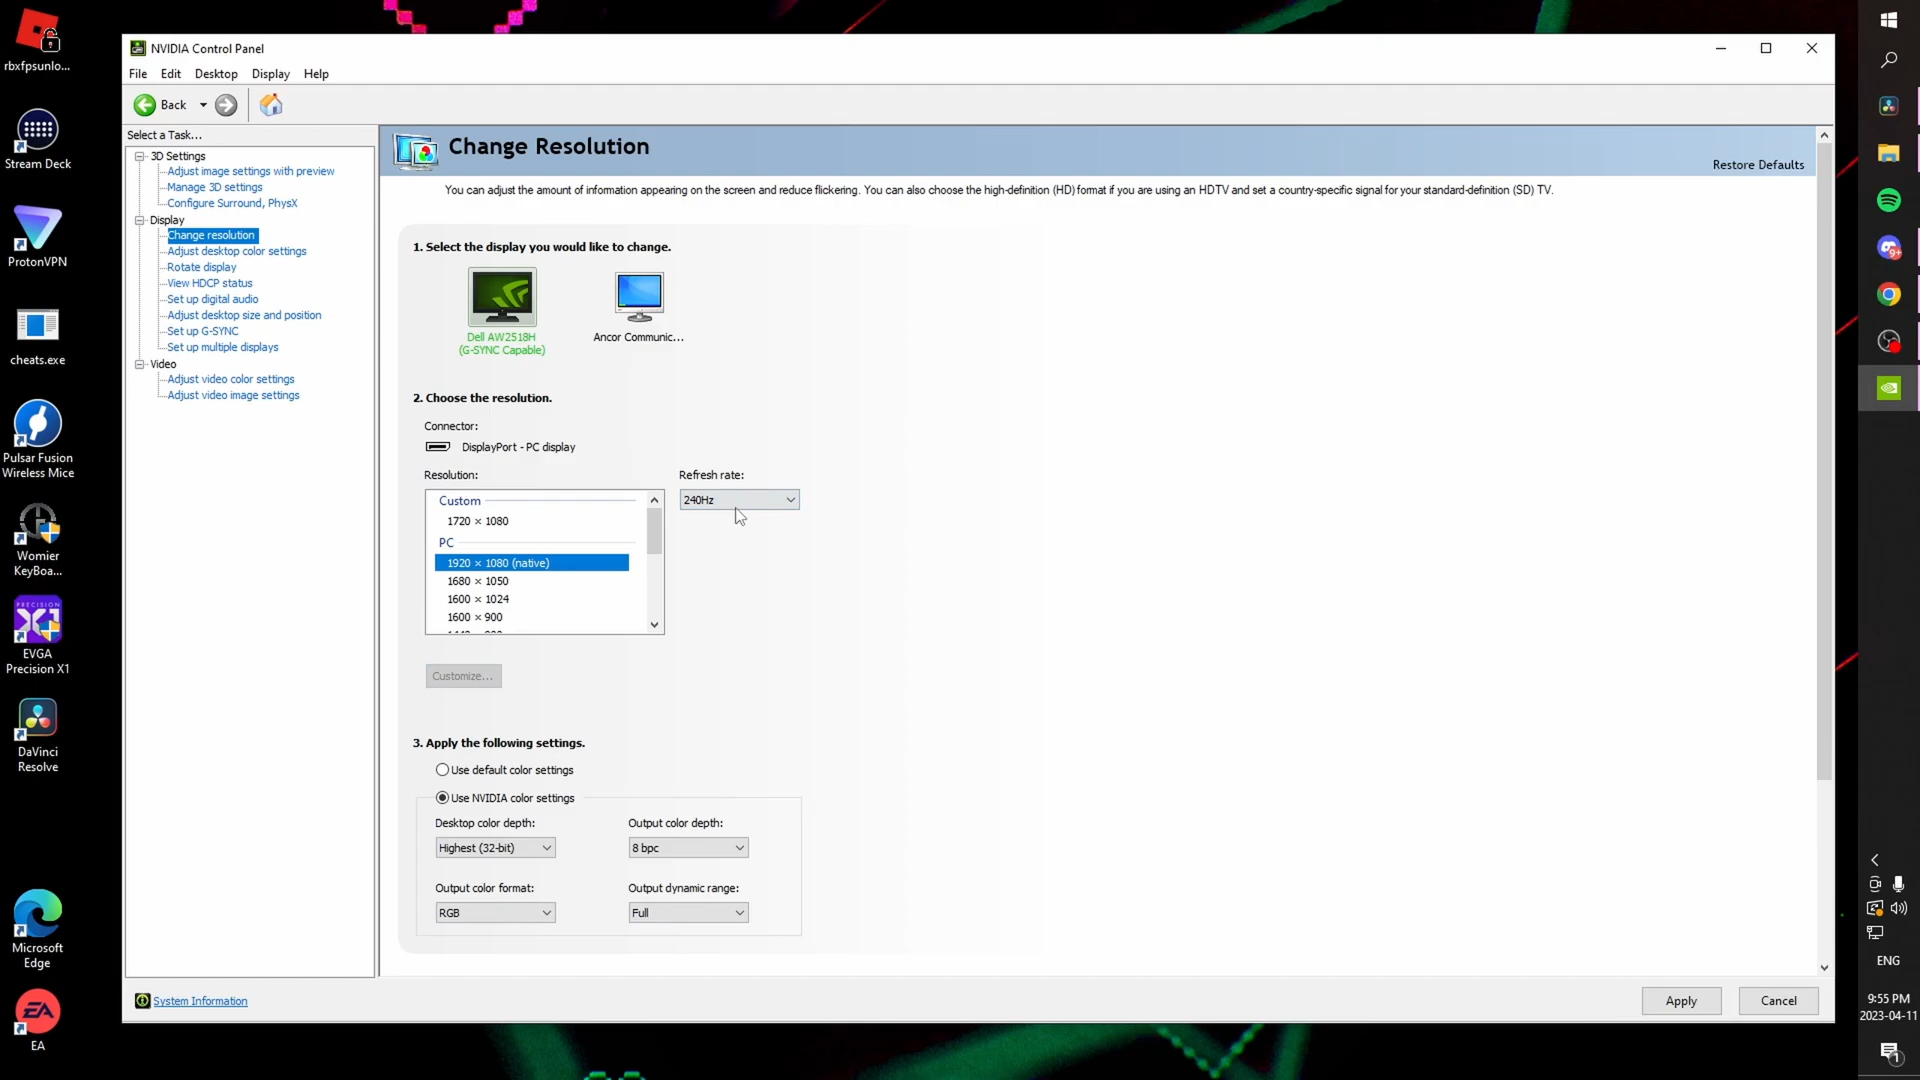 rbxfpsunlo...
Stream Deck
ProtonVPN
cheats.exe
Pulsar Fusion
Wireless Mice
Womier
KeyBoa...
PRECISION
X1
EVGA
Precision X1
DaVinci
Resolve
Microsoft
Edge
EA
EA
NVIDIA Control Panel
File Edit Desktop Display Help
Back
Select a Task...
3D Settings
Adjust image settings with preview
Manage 3D settings
Configure Surround, PhysX
Display
Change resolution
Adjust desktop color settings
Rotate display
View HDCP status
Set up digital audio
Adjust desktop size and position
Set up G-SYNC
Set up multiple displays
Video
Adjust video color settings
Adjust video image settings
System Information
Change Resolution
Restore Defaults
You can adjust the amount of information appearing on the screen and reduce flickering. You can also choose the high-definition (HD) format if you are using an HDTV and set a country-specific signal for your standard-definition (SD) TV.
1. Select the display you would like to change.
Dell AW2518H
(G-SYNC Capable)
Ancor Communic...
2. Choose the resolution.
Connector:
DisplayPort - PC display
Resolution:
Refresh rate:
240Hz
Custom
1720 × 1080
PC
1920 × 1080 (native)
1680 × 1050
1600 × 1024
1600 × 900
Customize...
3. Apply the following settings.
Use default color settings
Use NVIDIA color settings
Desktop color depth:
Output color depth:
Highest (32-bit)
8 bpc
Output color format:
Output dynamic range:
RGB
Full
Apply
Cancel
9+
ENG
9:55 PM
2023-04-11
1